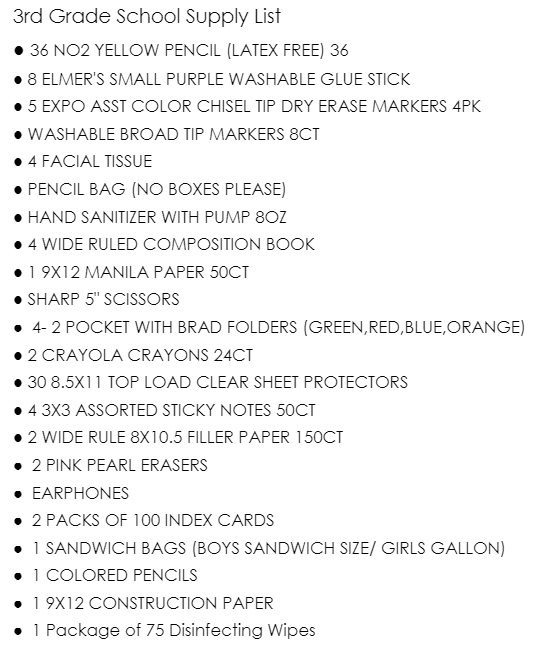 3rd Grade School Supply List
● 36 NO2 YELLOW PENCIL (LATEX FREE) 36
● 8 ELMER'S SMALL PURPLE WASHABLE GLUE STICK
● 5 EXPO ASST COLOR CHISEL TIP DRY ERASE MARKERS 4PK
● WASHABLE BROAD TIP MARKERS 8CT
● 4 FACIAL TISSUE
● PENCIL BAG (NO BOXES PLEASE)
● HAND SANITIZER WITH PUMP 8OZ
● 4 WIDE RULED COMPOSITION BOOK
● 1 9X12 MANILA PAPER 50CT
● SHARP 5" SCISSORS
● 4- 2 POCKET WITH BRAD FOLDERS (GREEN,RED,BLUE,ORANGE)
● 2 CRAYOLA CRAYONS 24CT
● 30 8.5X11 TOP LOAD CLEAR SHEET PROTECTORS
● 4 3X3 ASSORTED STICKY NOTES 50CT
● 2 WIDE RULE 8X10.5 FILLER PAPER 150CT
● 2 PINK PEARL ERASERS
● EARPHONES
● 2 PACKS OF 100 INDEX CARDS
● 1 SANDWICH BAGS (BOYS SANDWICH SIZE/ GIRLS GALLON)
● 1 COLORED PENCILS
● 1 9X12 CONSTRUCTION PAPER
● 1 Package of 75 Disinfecting Wipes